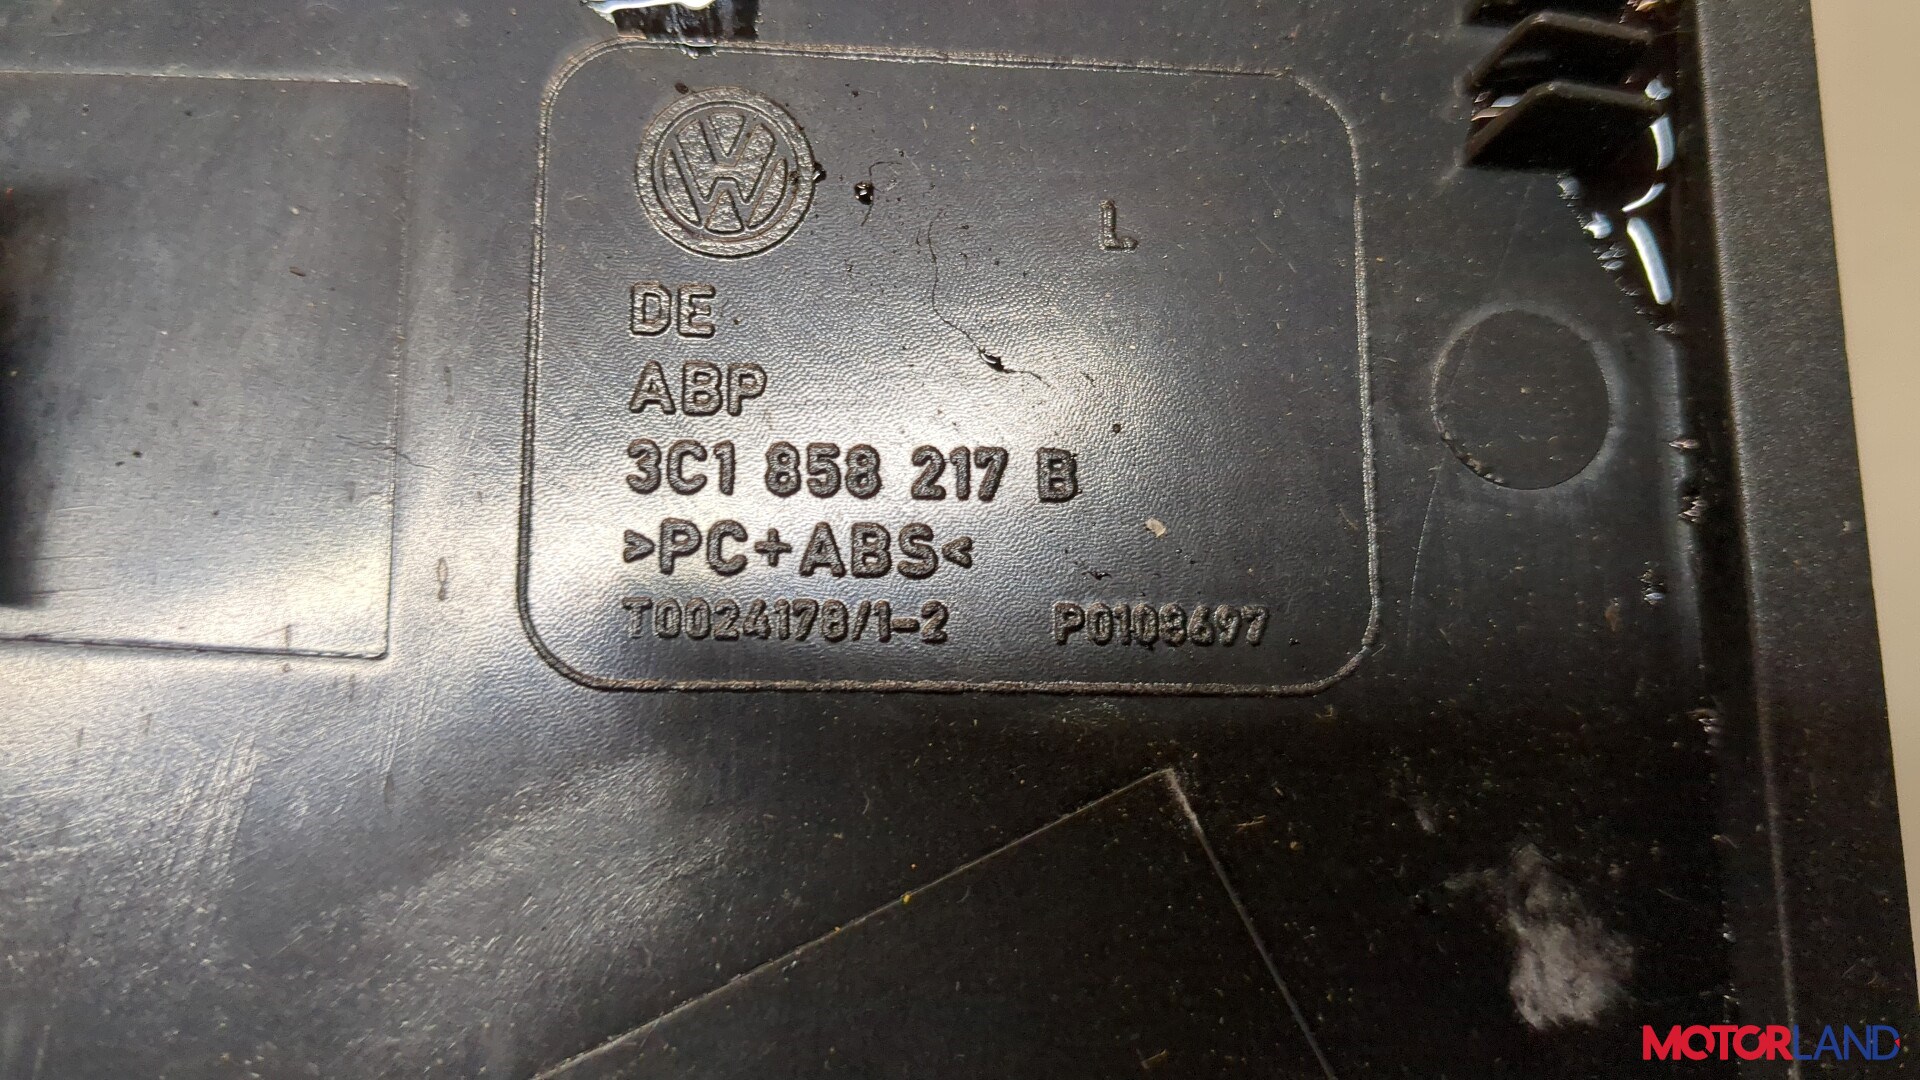 L
DE
ABP
3C1 858 217 B
>PC+ABS<
T0024178/1-2 P0108697
MOTORLAND